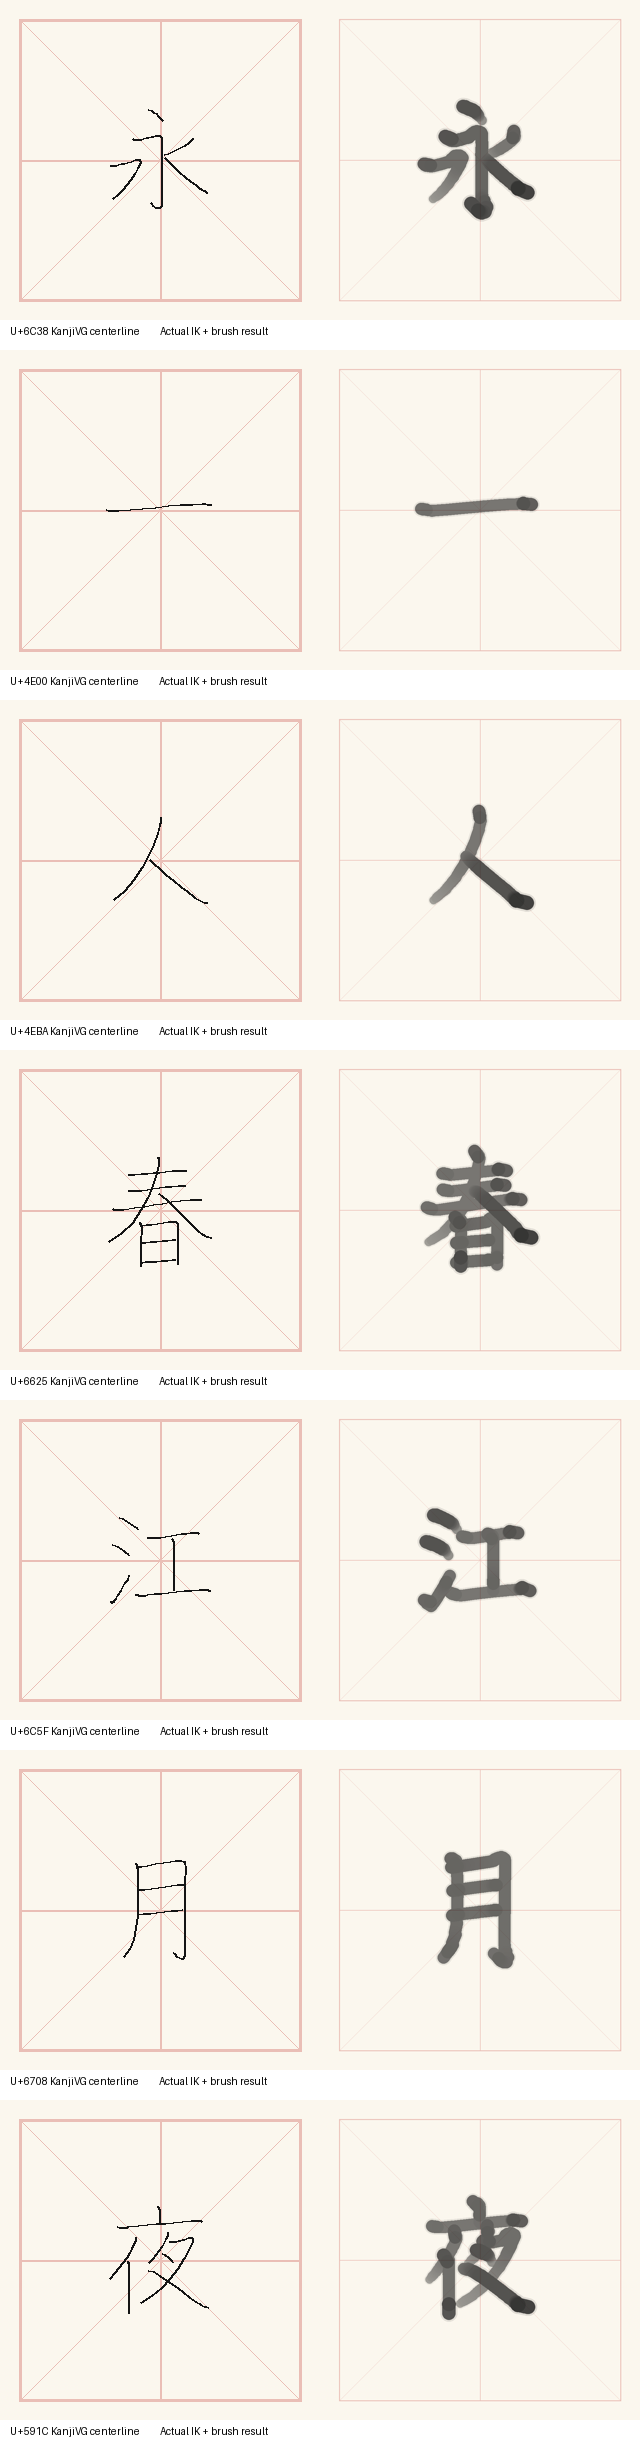 永 永
U+6C38 KanjiVG centerline Actual IK + brush result
一 一
U+4E00 KanjiVG centerline Actual IK + brush result
人 人
U+4EBA KanjiVG centerline Actual IK + brush result
春 春
U+6625 KanjiVG centerline Actual IK + brush result
江 江
U+6C5F KanjiVG centerline Actual IK + brush result
月 月
U+6708 KanjiVG centerline Actual IK + brush result
夜 夜
U+591C KanjiVG centerline Actual IK + brush result